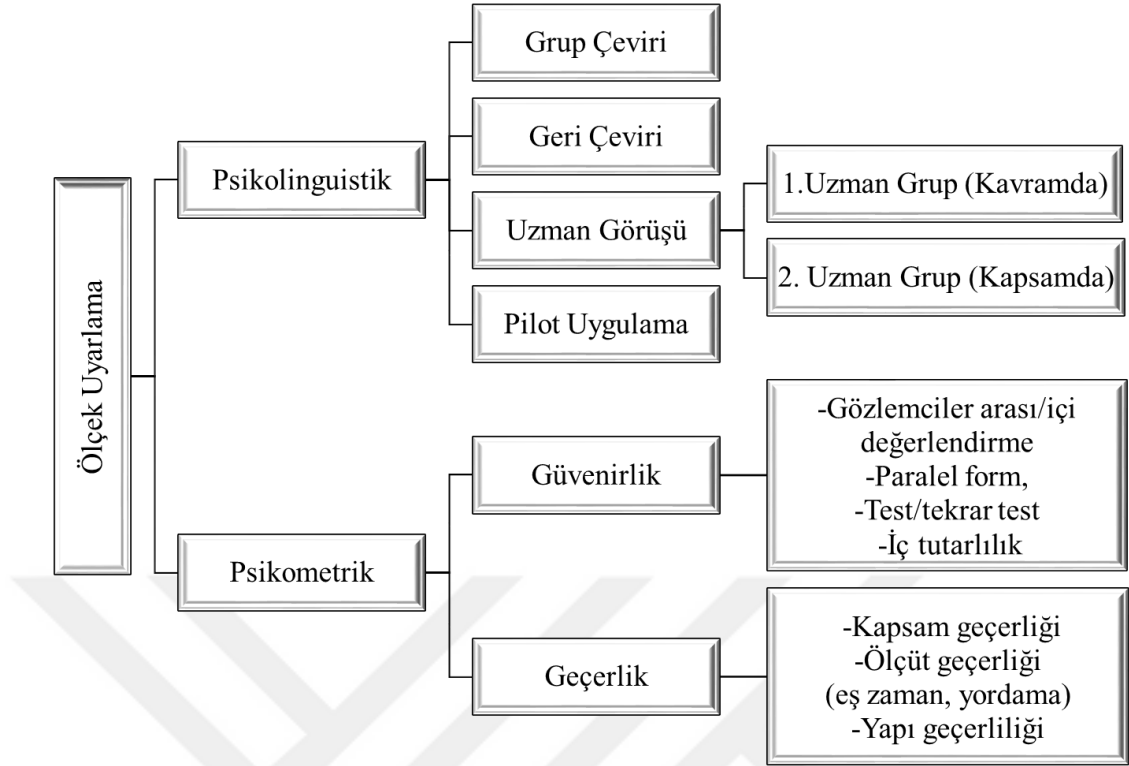 Ölçek Uyarlama
Psikolinguistik
Grup Çeviri
Geri Çeviri
Uzman Görüşü
1.Uzman Grup (Kavramda)
2. Uzman Grup (Kapsamda)
Pilot Uygulama
Psikometrik
Güvenirlik
-Gözlemciler arası/içi
değerlendirme
-Paralel form,
-Test/tekrar test
-İç tutarlılık
Geçerlik
-Kapsam geçerliği
-Ölçüt geçerliği
(eş zaman, yordama)
-Yapı geçerliliği